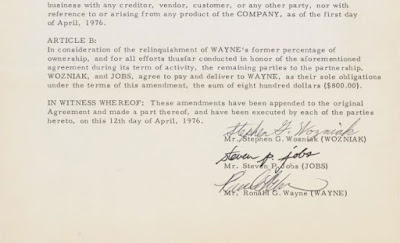 business with any creditor, vendor, customer, or any other party, nor with
reference to or arising from any product of the COMPANY, as of the first day
of April, 1976.
ARTICLE B:
In consideration of the relinquishment of WAYNE's former percentage of
ownership, and for all efforts thusfar conducted in honor of the aforementioned
agreement during its term of activity, the remaining parties to the partnership,
WOZNIAK, and JOBS, agree to pay and deliver to WAYNE, as their sole obligations
under the terms of this amendment, the sum of eight hundred dollars ($800.00).
IN WITNESS WHEREOF: These amendments have been appended to the original
Agreement and made a part thereof, and have been executed by each of the parties
hereto, on this 12th day of April, 1976.
Stephen G. Wozniak
Mr. Stephen G. Wozniak (WOZNIAK)
steven p. jobs
Mr. Steven P. Jobs (JOBS)
Mr. Ronald G. Wayne (WAYNE)